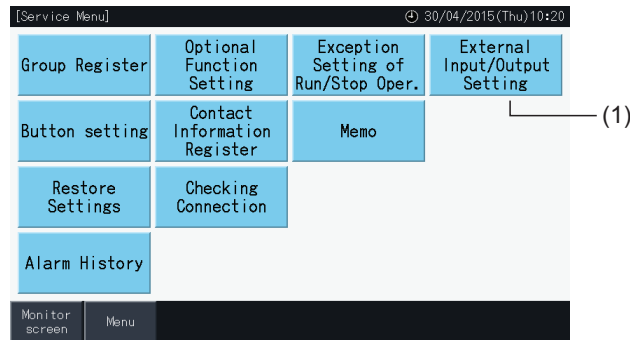 [Service Menu] 30/04/2015(Thu)10:20
Group Register
Optional
Function
Setting
Exception
Setting of
Run/Stop Oper.
External
Input/Output
Setting
(1)
Button setting
Contact
Information
Register
Memo
Restore
Settings
Checking
Connection
Alarm History
Monitor
screen
Menu